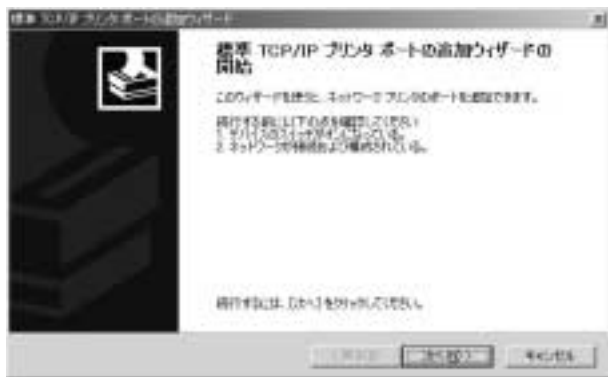 標準 TCP/IP プリンタ ポートの追加ウィザード
標準 TCP/IP プリンタ ポートの追加ウィザードの
開始
このウィザードを使うと、ネットワーク プリンタのポートを追加できます。
続行する前に以下の点を確認してください
1. デバイスのスイッチがオンになっている。
2. ネットワークが接続および構成されている。
続行するには、[次へ] をクリックしてください。
次へ(N) >
キャンセル